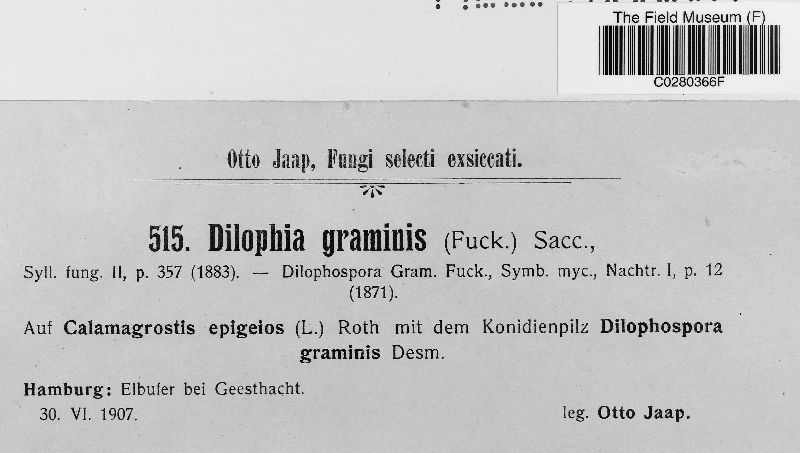 The Field Museum (F)
C0280366F
Otto Jaap, Fungi selecti exsiccati.
515. Dilophia graminis (Fuck.) Sacc.,
Syll. fung. II, p. 357 (1883). — Dilophospora Gram. Fuck., Symb. myc., Nachtr. I, p. 12
(1871).
Auf Calamagrostis epigeios (L.) Roth mit dem Konidienpilz Dilophospora
graminis Desm.
Hamburg: Elbufer bei Geesthacht.
30. VI. 1907. leg. Otto Jaap.